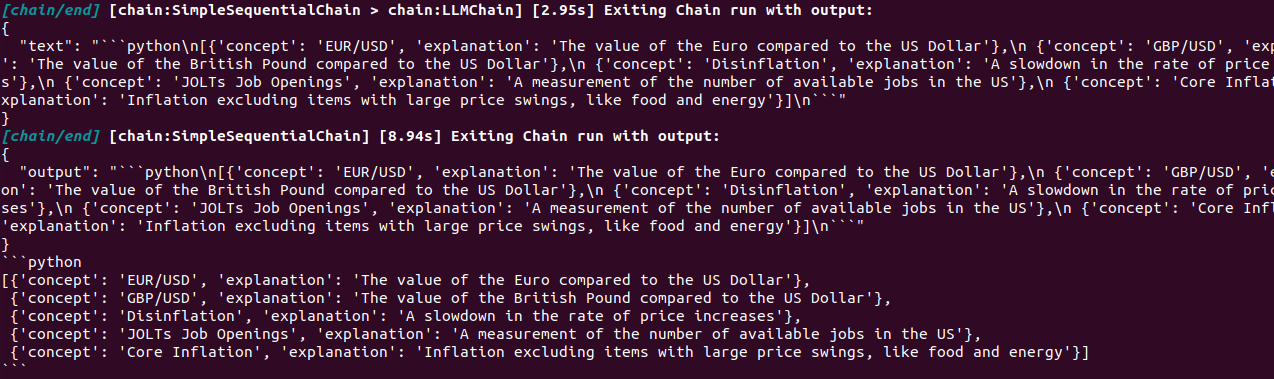 [chain/end] [chain:SimpleSequentialChain > chain:LLMChain] [2.95s] Exiting Chain run with output:
{
  "text": "```python\n[{'concept': 'EUR/USD', 'explanation': 'The value of the Euro compared to the US Dollar'},\n {'concept': 'GBP/USD', 'exp
': 'The value of the British Pound compared to the US Dollar'},\n {'concept': 'Disinflation', 'explanation': 'A slowdown in the rate of price
s'},\n {'concept': 'JOLTs Job Openings', 'explanation': 'A measurement of the number of available jobs in the US'},\n {'concept': 'Core Inflat
xplanation': 'Inflation excluding items with large price swings, like food and energy'}]\n```"
}
[chain/end] [chain:SimpleSequentialChain] [8.94s] Exiting Chain run with output:
{
  "output": "```python\n[{'concept': 'EUR/USD', 'explanation': 'The value of the Euro compared to the US Dollar'},\n {'concept': 'GBP/USD', 'e
on': 'The value of the British Pound compared to the US Dollar'},\n {'concept': 'Disinflation', 'explanation': 'A slowdown in the rate of pric
ses'},\n {'concept': 'JOLTs Job Openings', 'explanation': 'A measurement of the number of available jobs in the US'},\n {'concept': 'Core Infl
'explanation': 'Inflation excluding items with large price swings, like food and energy'}]\n```"
}
```python
[{'concept': 'EUR/USD', 'explanation': 'The value of the Euro compared to the US Dollar'},
 {'concept': 'GBP/USD', 'explanation': 'The value of the British Pound compared to the US Dollar'},
 {'concept': 'Disinflation', 'explanation': 'A slowdown in the rate of price increases'},
 {'concept': 'JOLTs Job Openings', 'explanation': 'A measurement of the number of available jobs in the US'},
 {'concept': 'Core Inflation', 'explanation': 'Inflation excluding items with large price swings, like food and energy'}]
```